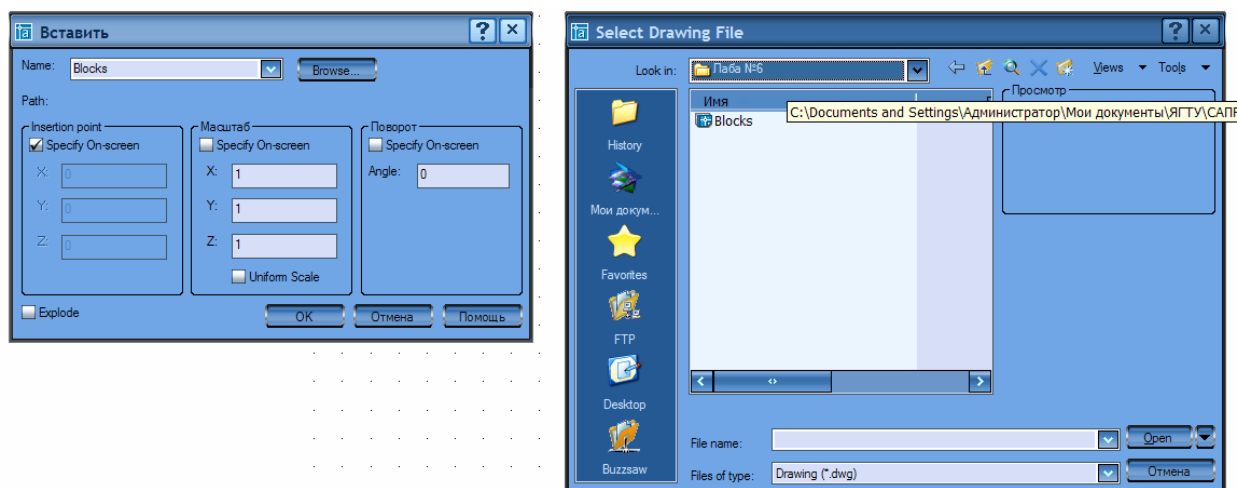 Вставить
Name: Blocks Browse...
Path:
Insertion point
Specify On-screen
X: 0
Y: 0
Z: 0
Масштаб
Specify On-screen
X: 1
Y: 1
Z: 1
Uniform Scale
Поворот
Specify On-screen
Angle: 0
Explode
OK Отмена Помощь
Select Drawing File
Look in: Лаба №6 Views Tools
History
Мои докум...
Favorites
FTP
Desktop
Buzzsaw
Имя
Blocks
C:\Documents and Settings\Администратор\Мои документы\ЯГТУ\САПР
Просмотр
File name: Open
Files of type: Drawing (*.dwg) Отмена